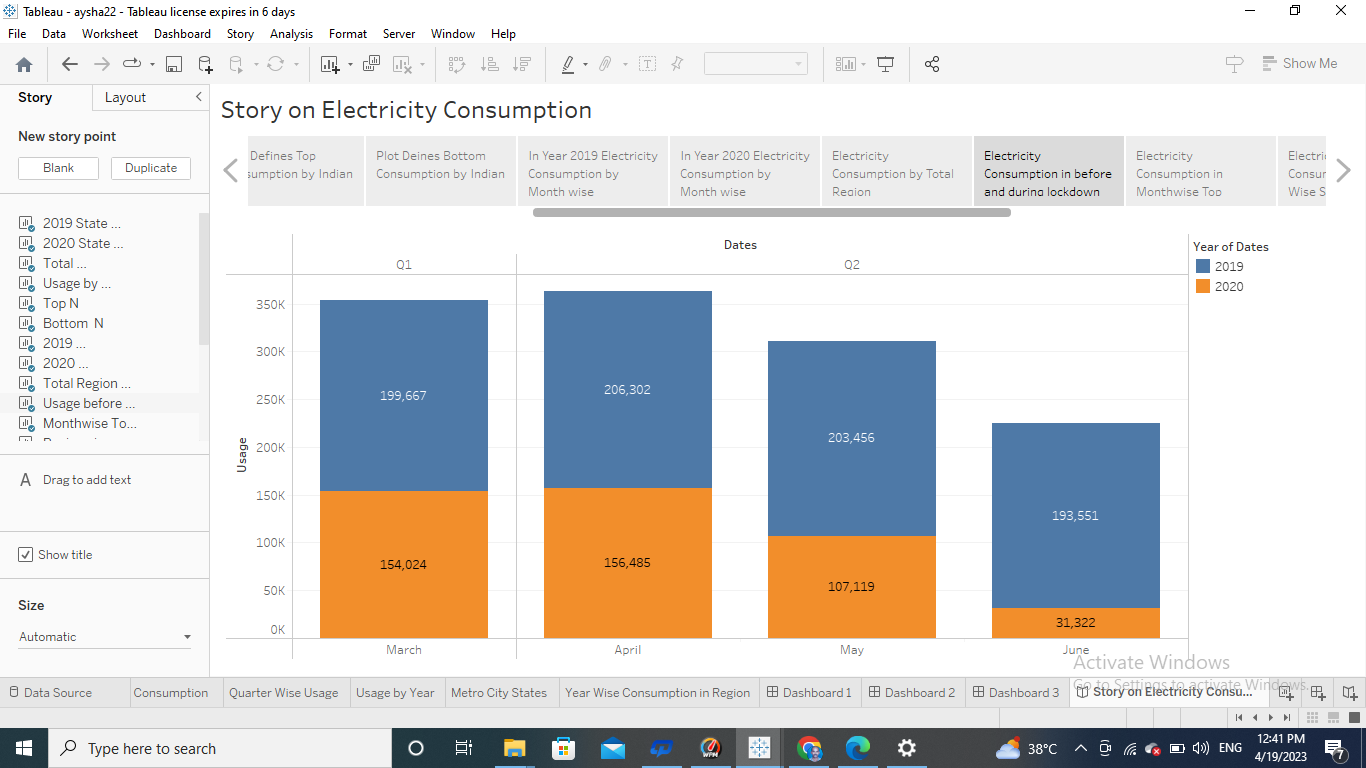 Tableau - aysha22 - Tableau license expires in 6 days
File Data Worksheet Dashboard Story Analysis Format Server Window Help
Show Me
Story Layout
New story point
Blank Duplicate
2019 State ...
2020 State ...
Total ...
Usage by ...
Top N
Bottom N
2019 ...
2020 ...
Total Region ...
Usage before ...
Monthwise To...
A Drag to add text
Show title
Size
Automatic
Story on Electricity Consumption
Defines Top
sumption by Indian
Plot Deines Bottom
Consumption by Indian
In Year 2019 Electricity
Consumption by
Month wise
In Year 2020 Electricity
Consumption by
Month wise
Electricity
Consumption by Total
Region
Electricity
Consumption in before
and during lockdown
Electricity
Consumption in
Monthwise Top
Electri
Consur
Wise S
Dates
Q1 Q2
Usage
350K
300K
250K
200K
150K
100K
50K
0K
199,667
154,024
206,302
156,485
203,456
107,119
193,551
31,322
March April May June
Year of Dates
2019
2020
Activate Windows
Go to Settings to activate Windows.
Data Source Consumption Quarter Wise Usage Usage by Year Metro City States Year Wise Consumption in Region Dashboard 1 Dashboard 2 Dashboard 3 Story on Electricity Consu...
Type here to search
WPM
38°C
ENG
12:41 PM
4/19/2023
7